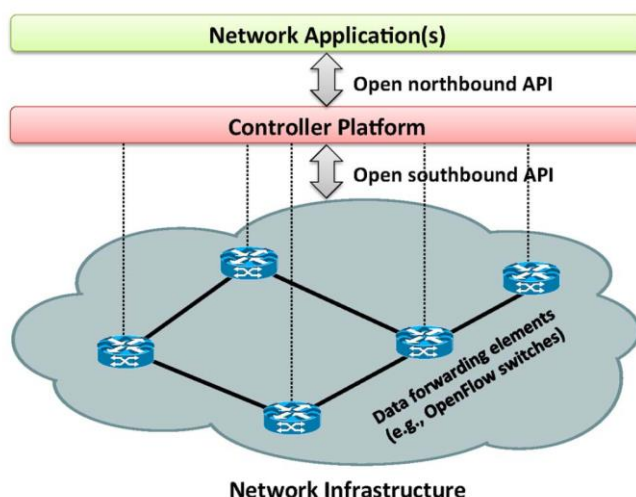 Network Application(s)
Open northbound API
Controller Platform
Open southbound API
Data forwarding elements
(e.g., OpenFlow switches)
Network Infrastructure